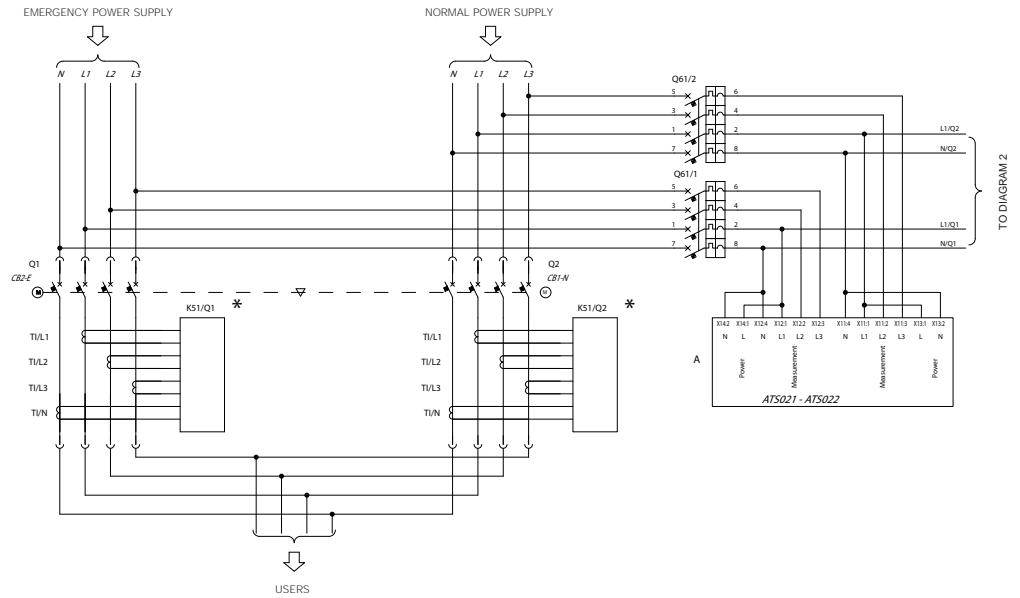 EMERGENCY POWER SUPPLY
NORMAL POWER SUPPLY
N L1 L2 L3
N L1 L2 L3
Q61/2
5 6
3 4
1 2
7 8
L1/Q2
N/Q2
Q61/1
5 6
3 4
1 2
7 8
L1/Q1
N/Q1
TO DIAGRAM 2
Q1
CB2-E
M
Q2
CB1-N
M
K51/Q1
*
K51/Q2
*
TI/L1
TI/L2
TI/L3
TI/N
TI/L1
TI/L2
TI/L3
TI/N
A
X14:2 X14:1 X12:4 X12:1 X12:2 X12:3 X11:4 X11:1 X11:2 X11:3 X13:1 X13:2
N L N L1 L2 L3 N L1 L2 L3 L N
Power
Measurement
Measurement
Power
ATS021 - ATS022
USERS